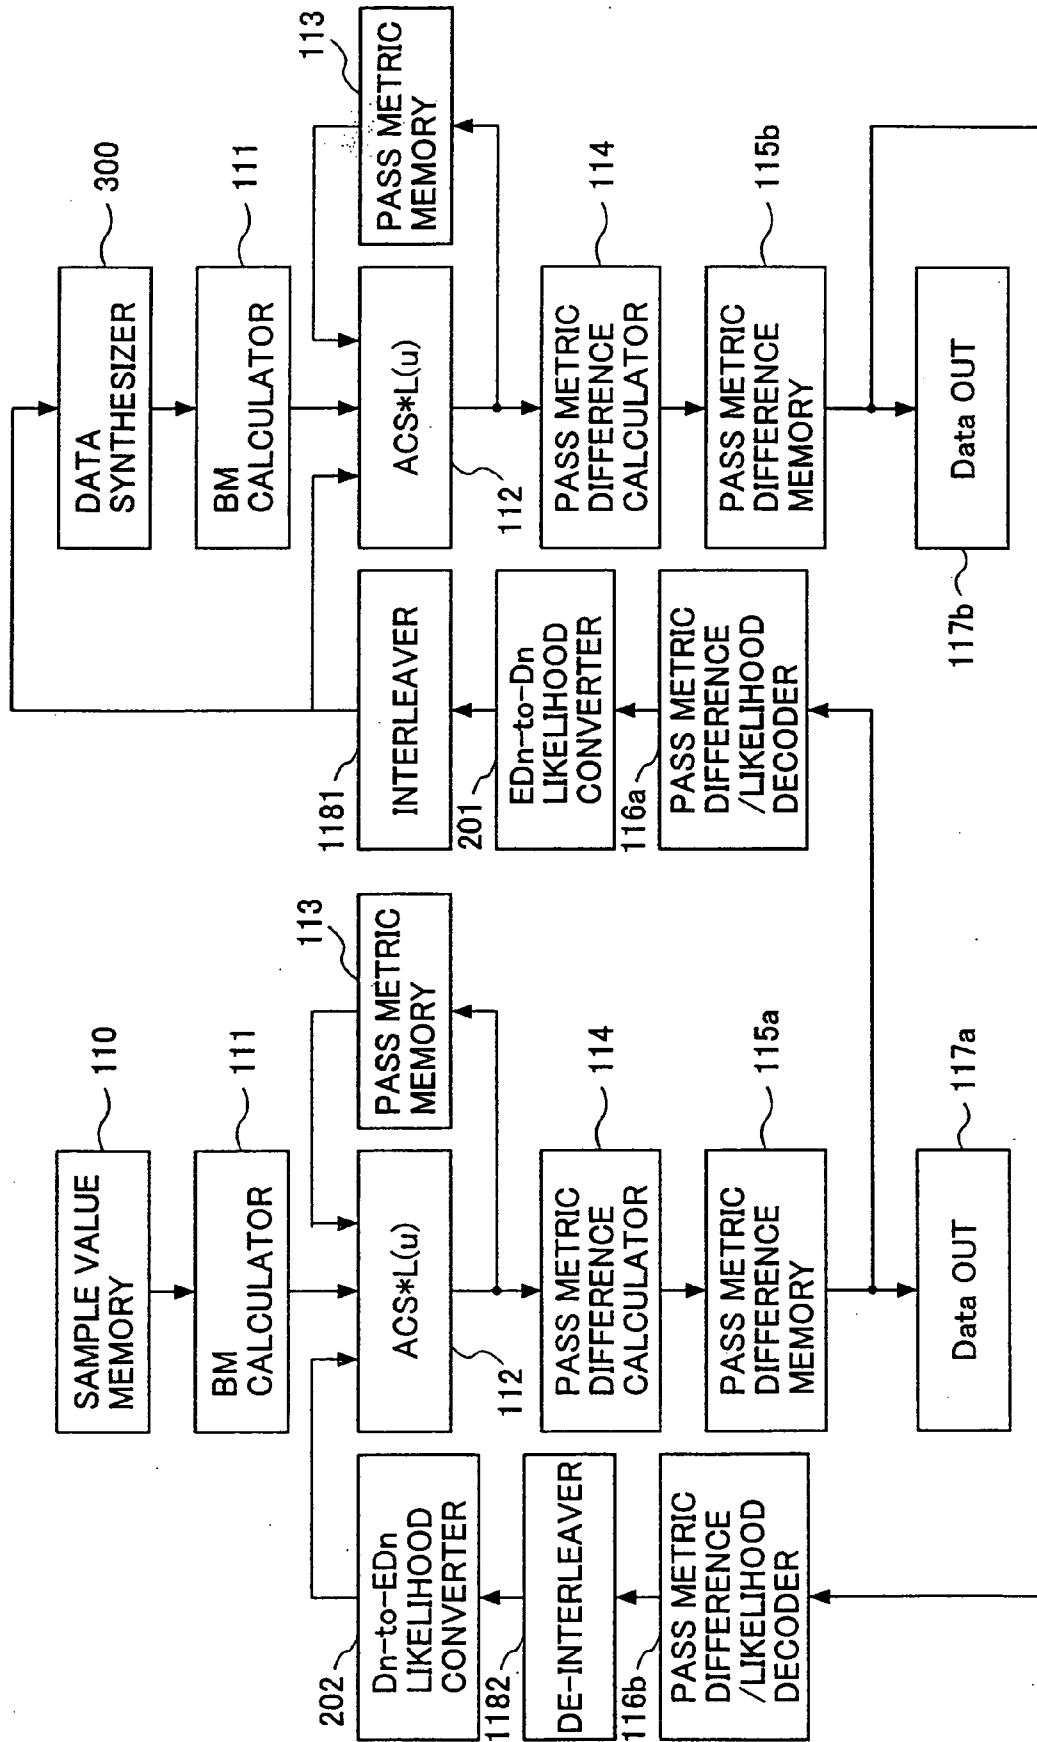 SAMPLE VALUE
MEMORY
110
BM
CALCULATOR
111
ACS*L(u)
112
PASS METRIC
MEMORY
113
PASS METRIC
DIFFERENCE
CALCULATOR
114
PASS METRIC
DIFFERENCE
MEMORY
115a
Data OUT
117a
Dn-to-EDn
LIKELIHOOD
CONVERTER
202
DE-INTERLEAVER
1182
PASS METRIC
DIFFERENCE
/LIKELIHOOD
DECODER
116b
INTERLEAVER
1181
EDn-to-Dn
LIKELIHOOD
CONVERTER
201
PASS METRIC
DIFFERENCE
/LIKELIHOOD
DECODER
116a
DATA
SYNTHESIZER
300
BM
CALCULATOR
111
ACS*L(u)
112
PASS METRIC
MEMORY
113
PASS METRIC
DIFFERENCE
CALCULATOR
114
PASS METRIC
DIFFERENCE
MEMORY
115b
Data OUT
117b